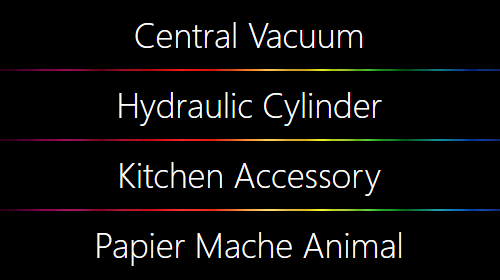 Central Vacuum
Hydraulic Cylinder
Kitchen Accessory
Papier Mache Animal